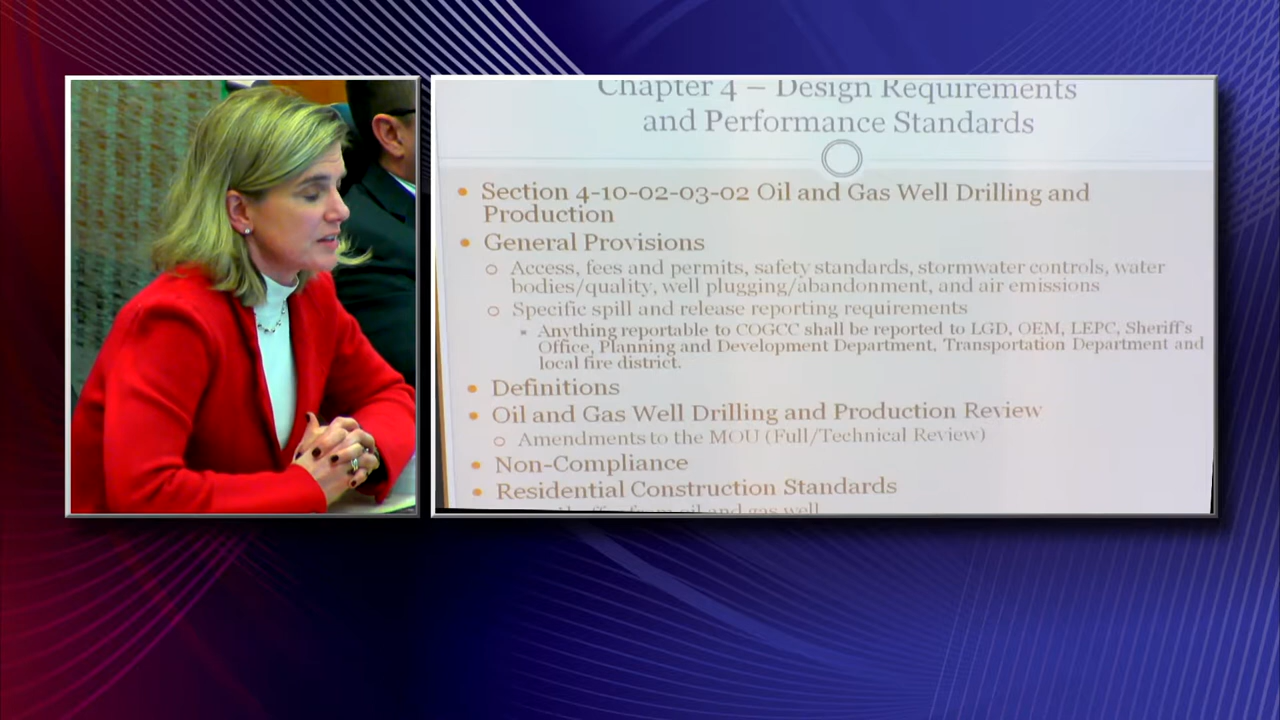 Chapter 4 – Design Requirements
and Performance Standards
Section 4-10-02-03-02 Oil and Gas Well Drilling and
Production
General Provisions
Access, fees and permits, safety standards, stormwater controls, water
bodies/quality, well plugging/abandonment, and air emissions
Specific spill and release reporting requirements
Anything reportable to COGCC shall be reported to LGD, OEM, LEPC, Sheriff's
Office, Planning and Development Department, Transportation Department and
local fire district.
Definitions
Oil and Gas Well Drilling and Production Review
Amendments to the MOU (Full/Technical Review)
Non-Compliance
Residential Construction Standards
oil and gas well